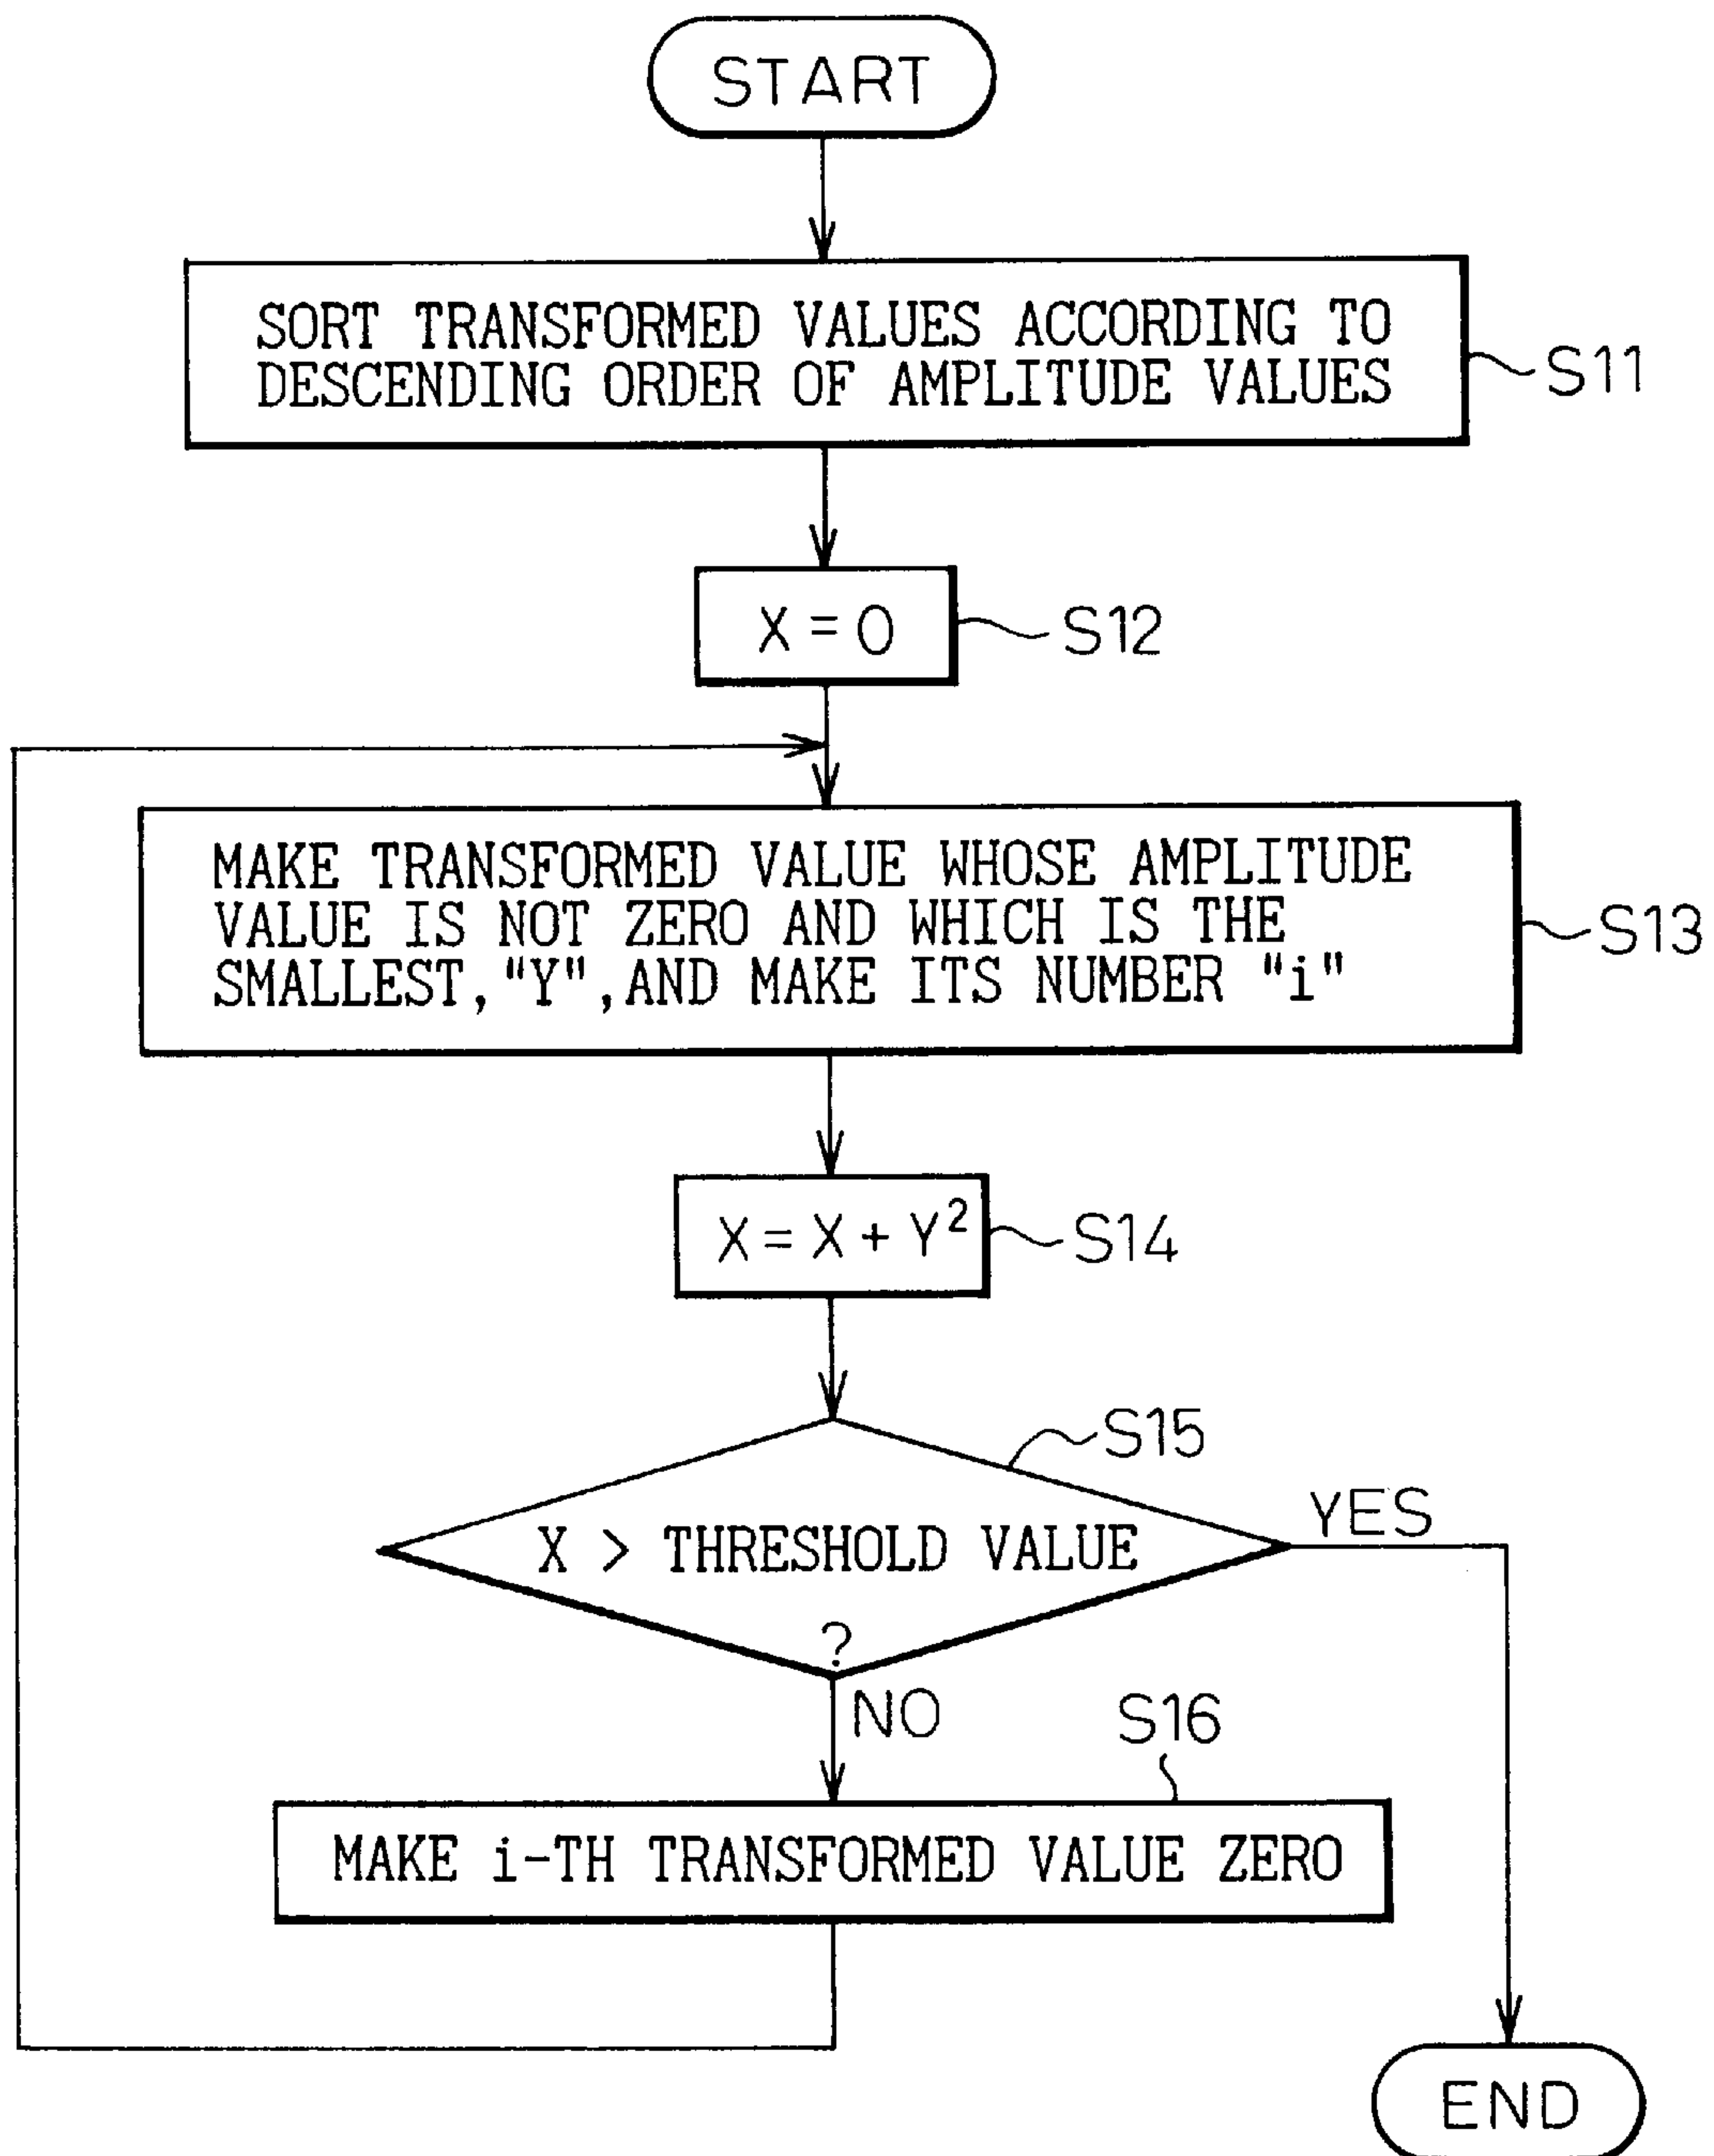 START
SORT TRANSFORMED VALUES ACCORDING TO
DESCENDING ORDER OF AMPLITUDE VALUES
S11
X = 0
S12
MAKE TRANSFORMED VALUE WHOSE AMPLITUDE
VALUE IS NOT ZERO AND WHICH IS THE
SMALLEST, "Y", AND MAKE ITS NUMBER "i"
S13
X = X + Y²
S14
S15
X > THRESHOLD VALUE
?
YES
NO
S16
MAKE i-TH TRANSFORMED VALUE ZERO
END